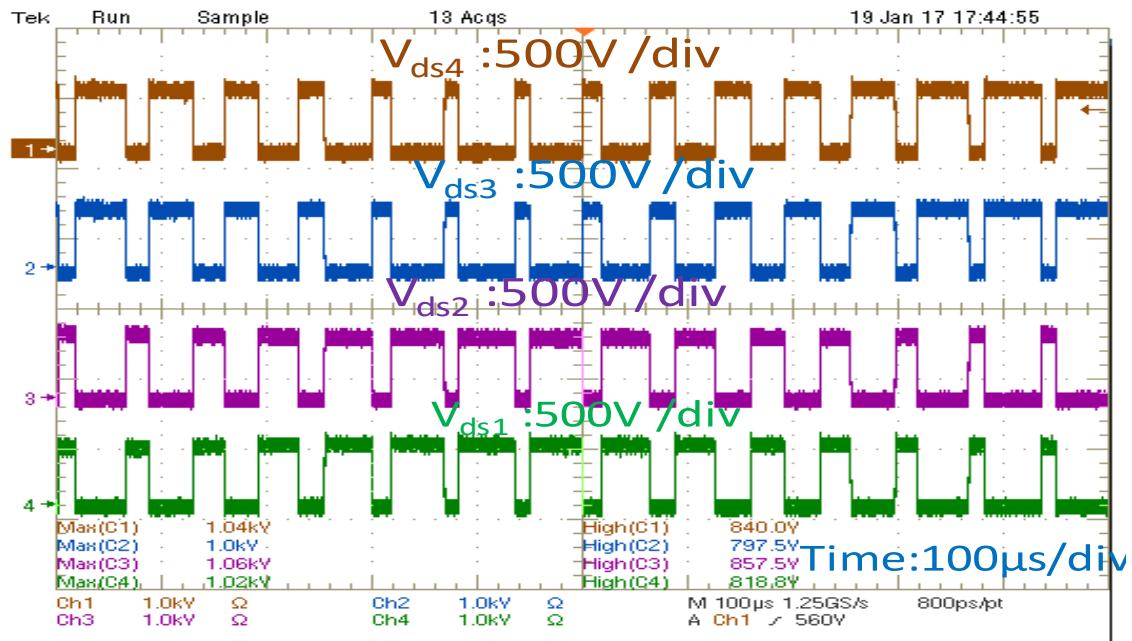 Tek Run Sample 13 Acqs 19 Jan 17 17:44:55
Vds4 :500V /div
1
Vds3 :500V /div
2
Vds2 :500V /div
3
Vds1 :500V /div
4
Max(C1) 1.04kV High(C1) 840.0V
Max(C2) 1.0kV High(C2) 797.5V
Max(C3) 1.06kV High(C3) 857.5V
Max(C4) 1.02kV High(C4) 818.8V
Time:100µs/div
Ch1 1.0kV Ω Ch2 1.0kV Ω M 100µs 1.25GS/s 800ps/pt
Ch3 1.0kV Ω Ch4 1.0kV Ω A Ch1 / 560V